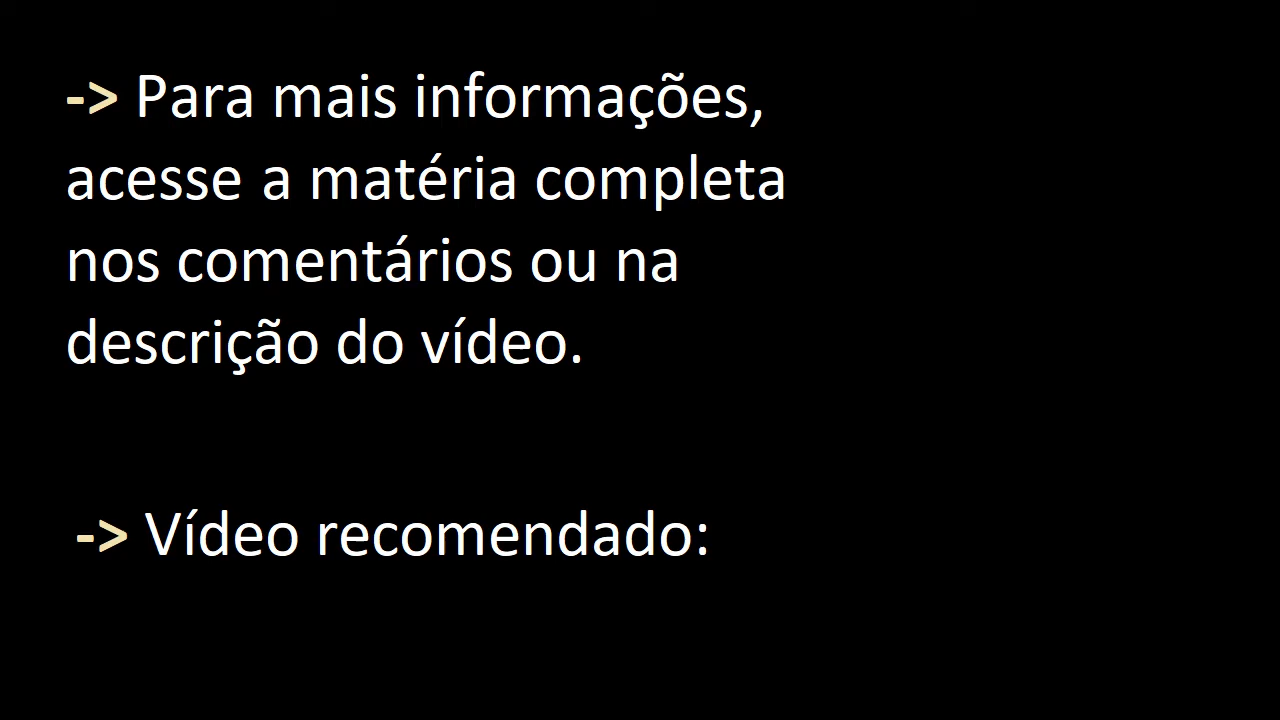 -> Para mais informações,
acesse a matéria completa
nos comentários ou na
descrição do vídeo.
-> Vídeo recomendado: